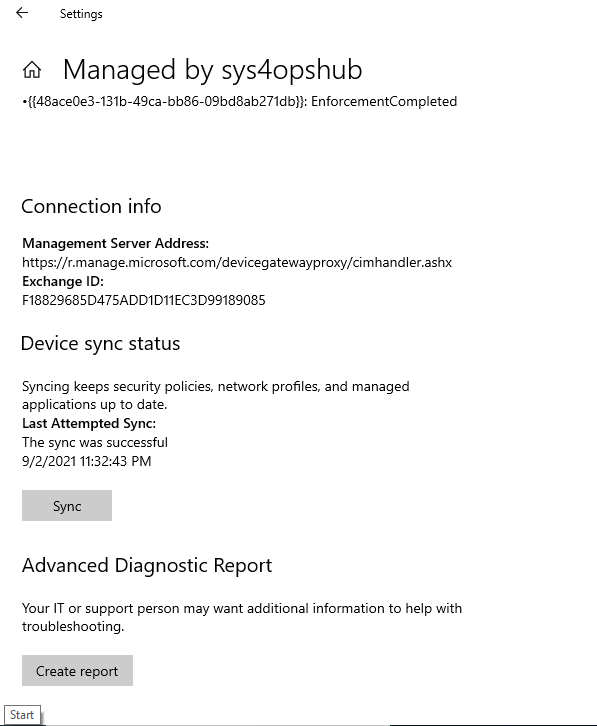 Settings
Managed by sys4opshub
•{{48ace0e3-131b-49ca-bb86-09bd8ab271db}}: EnforcementCompleted
Connection info
Management Server Address:
https://r.manage.microsoft.com/devicegatewayproxy/cimhandler.ashx
Exchange ID:
F18829685D475ADD1D11EC3D99189085
Device sync status
Syncing keeps security policies, network profiles, and managed
applications up to date.
Last Attempted Sync:
The sync was successful
9/2/2021 11:32:43 PM
Sync
Advanced Diagnostic Report
Your IT or support person may want additional information to help with
troubleshooting.
Create report
Start